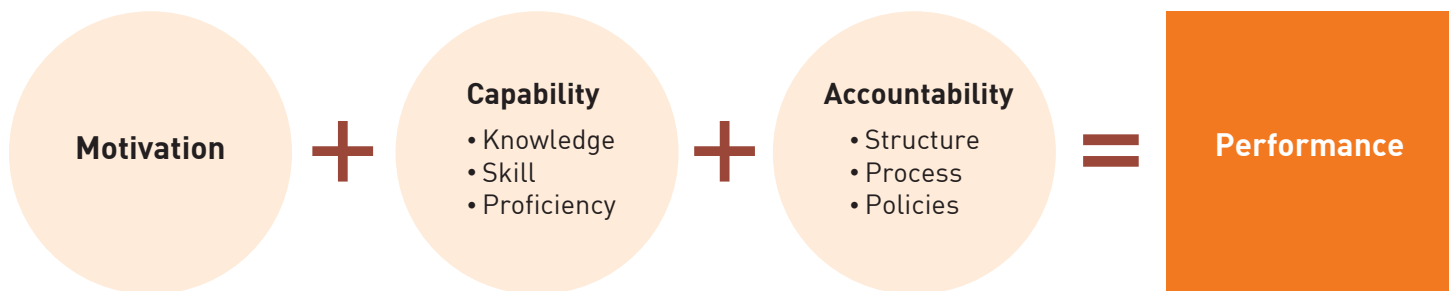 Motivation
+
Capability
• Knowledge
• Skill
• Proficiency
+
Accountability
• Structure
• Process
• Policies
=
Performance